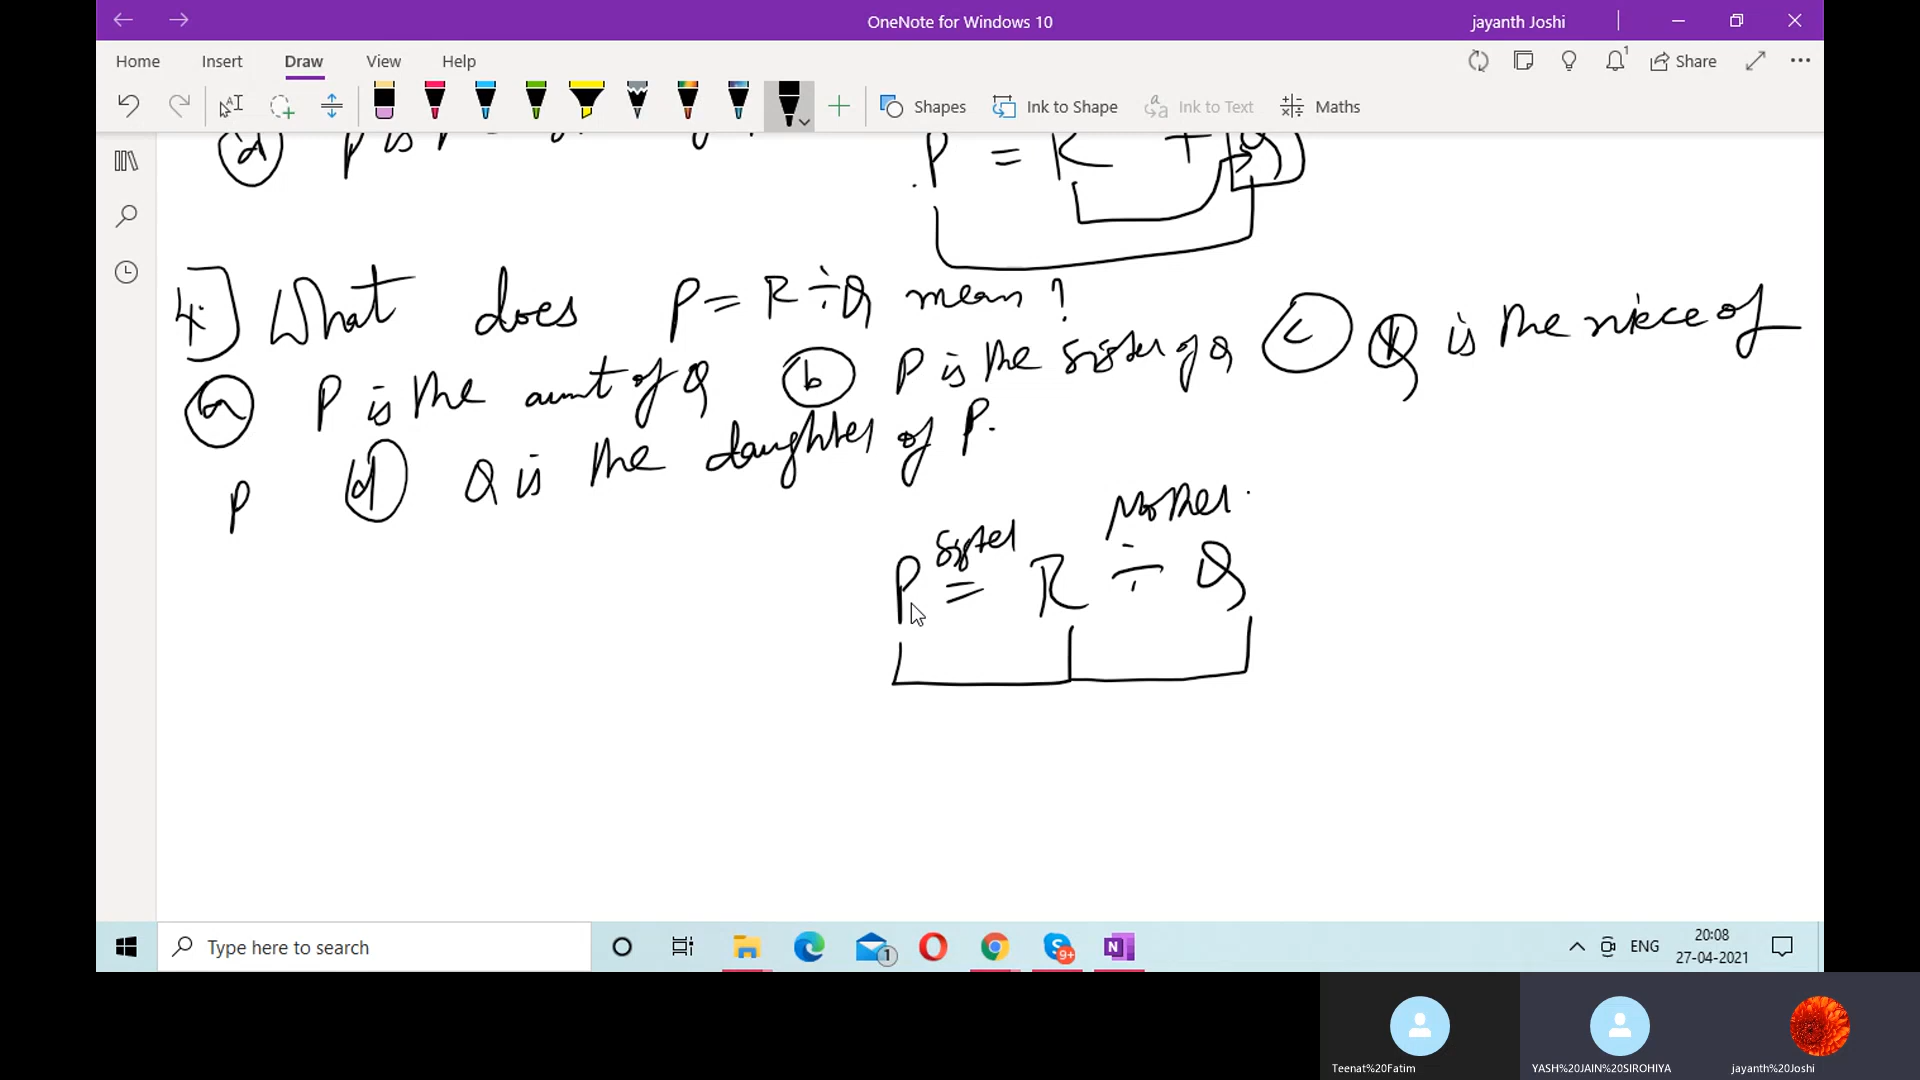 OneNote for Windows 10
jayanth Joshi
Home Insert Draw View Help
Share
Shapes Ink to Shape Ink to Text Maths
d P is
P = R +
4.] What does P = R ÷ Q mean ?
a P is the aunt of Q b P is the sister of Q c Q is the niece of
P d Q is the daughter of P.
Sister Mother
P = R ÷ Q
Type here to search
1
9+
ENG
20:08
27-04-2021
Teenat%20Fatim YASH%20JAIN%20SIROHIYA jayanth%20Joshi